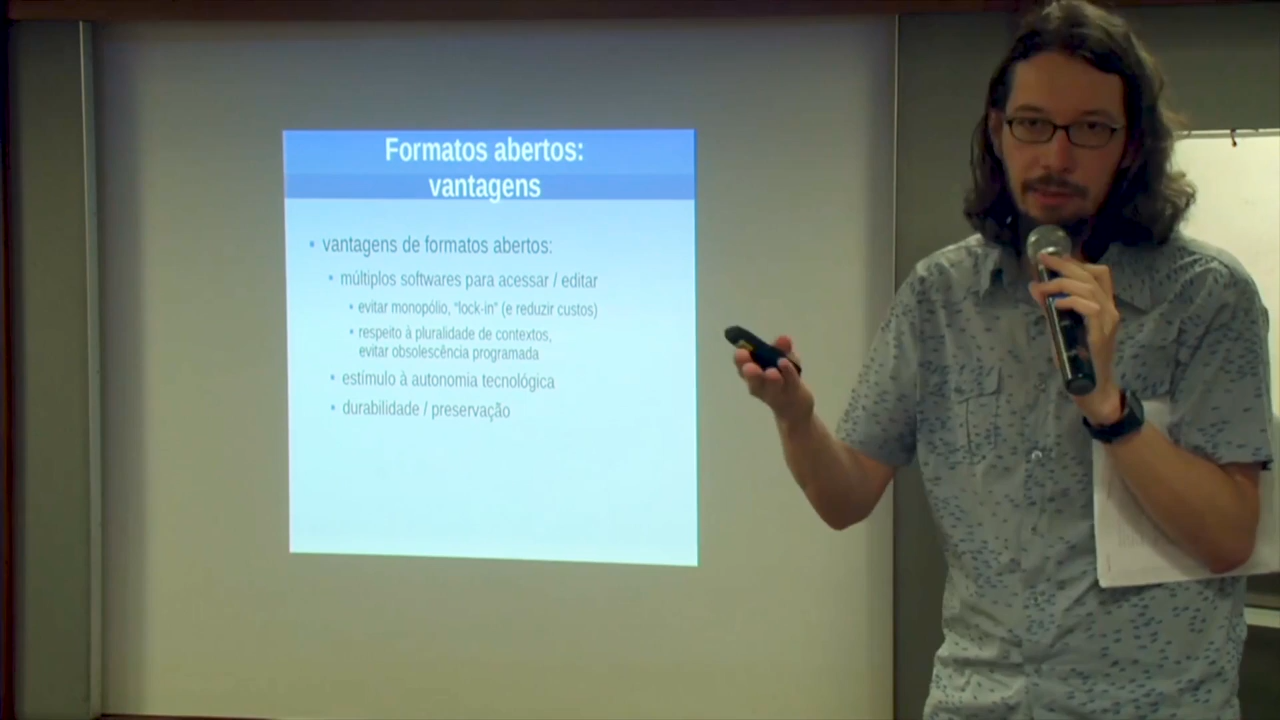 Formatos abertos:
vantagens
vantagens de formatos abertos:
múltiplos softwares para acessar / editar
evitar monopólio, "lock-in" (e reduzir custos)
respeito à pluralidade de contextos,
evitar obsolescência programada
estímulo à autonomia tecnológica
durabilidade / preservação